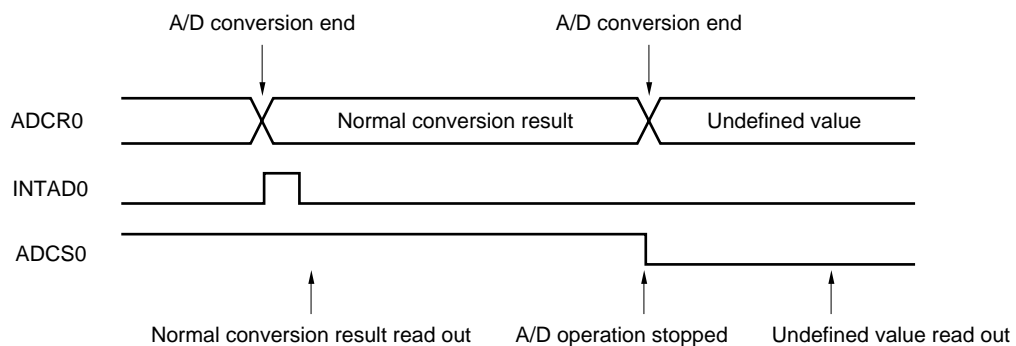 A/D conversion end
A/D conversion end
ADCR0
Normal conversion result
Undefined value
INTAD0
ADCS0
Normal conversion result read out
A/D operation stopped
Undefined value read out